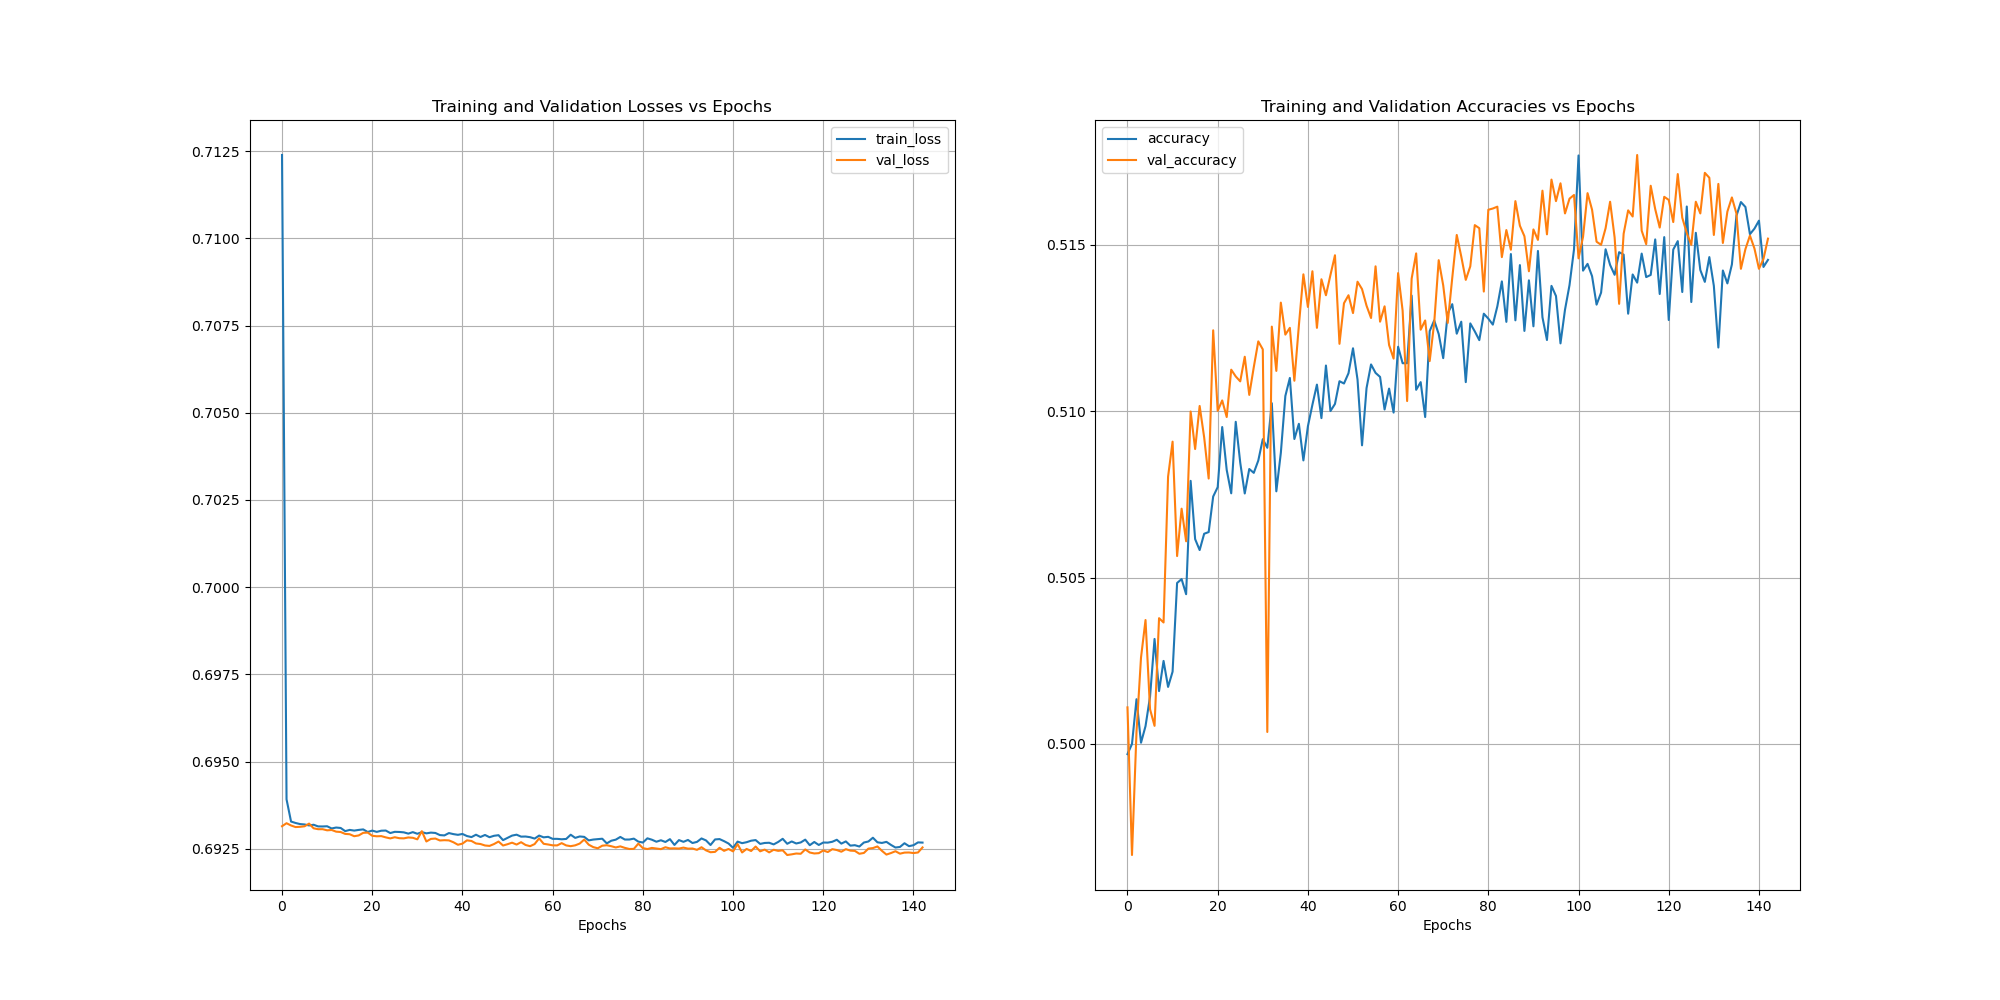 Training and Validation Losses vs Epochs
train_loss
val_loss
0.7125
0.7100
0.7075
0.7050
0.7025
0.7000
0.6975
0.6950
0.6925
0 20 40 60 80 100 120 140
Epochs
Training and Validation Accuracies vs Epochs
accuracy
val_accuracy
0.515
0.510
0.505
0.500
0 20 40 60 80 100 120 140
Epochs